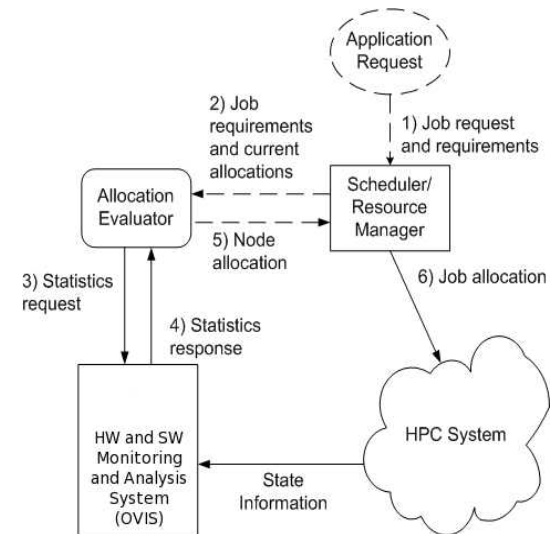 Application
Request
2) Job
requirements
and current
allocations
1) Job request
and requirements
Allocation
Evaluator
Scheduler/
Resource
Manager
5) Node
allocation
3) Statistics
request
6) Job allocation
4) Statistics
response
HW and SW
Monitoring
and Analysis
System
(OVIS)
HPC System
State
Information